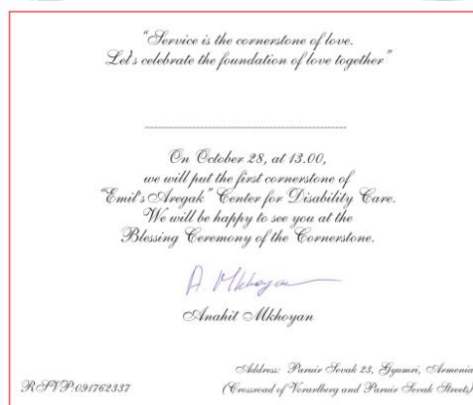 "Service is the cornerstone of love.
Let's celebrate the foundation of love together"
On October 28, at 13.00,
we will put the first cornerstone of
"Emil's Aregak" Center for Disability Care.
We will be happy to see you at the
Blessing Ceremony of the Cornerstone.
A. Mkhoyan
Anahit Mkhoyan
Address: Paruir Sevak 23, Gyumri, Armenia
RSVP:091762337
(Crossroad of Vorarlberg and Paruir Sevak Streets)